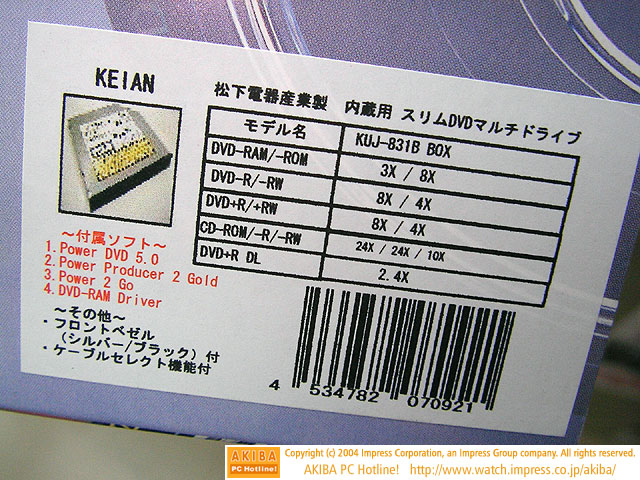 KEIAN
松下電器産業製 内蔵用 スリムDVDマルチドライブ
モデル名 KUJ-831B BOX
DVD-RAM/-ROM 3X / 8X
DVD-R/-RW 8X / 4X
DVD+R/+RW 8X / 4X
CD-ROM/-R/-RW 24X / 24X / 10X
DVD+R DL 2.4X
～付属ソフト～
1.Power DVD 5.0
2.Power Producer 2 Gold
3.Power 2 Go
4.DVD-RAM Driver
～その他～
・フロントベゼル
（シルバー/ブラック）付
・ケーブルセレクト機能付
4 534782 070921
AKIBA
PC Hotline!
Copyright (c) 2004 Impress Corporation, an Impress Group company. All rights reserved.
AKIBA PC Hotline! http://www.watch.impress.co.jp/akiba/